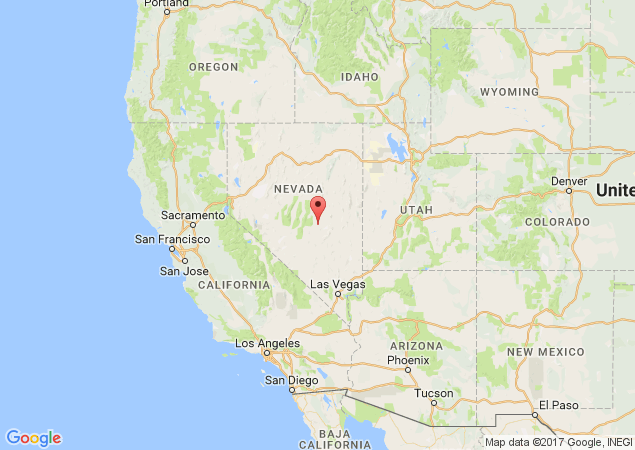 Portland
OREGON
IDAHO
WYOMING
NEVADA
Denver
Unite
UTAH
Sacramento
COLORADO
San Francisco
San Jose
CALIFORNIA
Las Vegas
Los Angeles
ARIZONA
NEW MEXICO
Phoenix
San Diego
Tucson
El Paso
BAJA
CALIFORNIA
Google
Map data ©2017 Google, INEGI